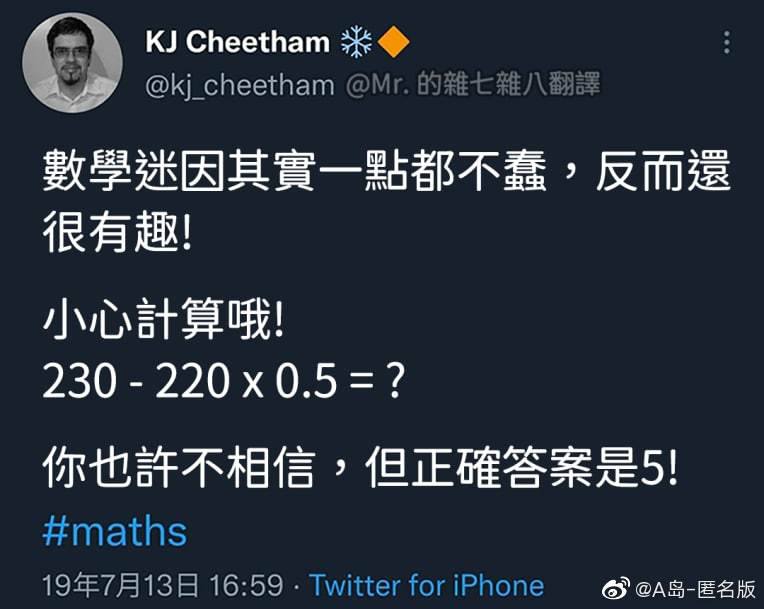 KJ Cheetham ❄️🔶
@kj_cheetham @Mr. 的雜七雜八翻譯
數學迷因其實一點都不蠢，反而還
很有趣!
小心計算哦!
230 - 220 x 0.5 = ?
你也許不相信，但正確答案是5!
#maths
19年7月13日 16:59 · Twitter for iPhone
@A岛-匿名版